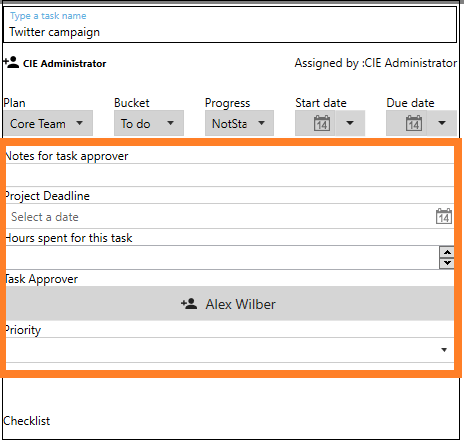 Type a task name
Twitter campaign
CIE Administrator Assigned by :CIE Administrator
Plan Bucket Progress Start date Due date
Core Team To do NotSta 14 14
Notes for task approver
Project Deadline
Select a date 14
Hours spent for this task
Task Approver
Alex Wilber
Priority
Checklist